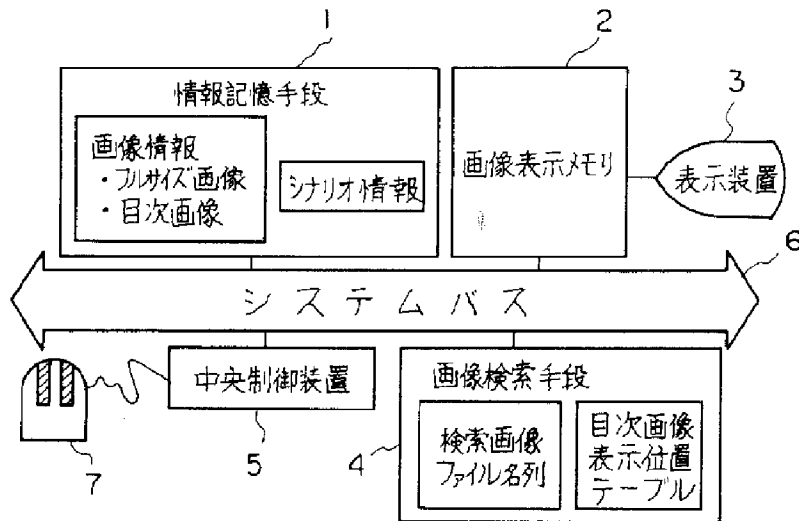 1
2
情報記憶手段
画像情報
・フルサイズ画像
・目次画像
シナリオ情報
画像表示メモリ
3
表示装置
6
システムバス
7
中央制御装置
5
4
画像検索手段
検索画像
ファイル名列
目次画像
表示位置
テーブル